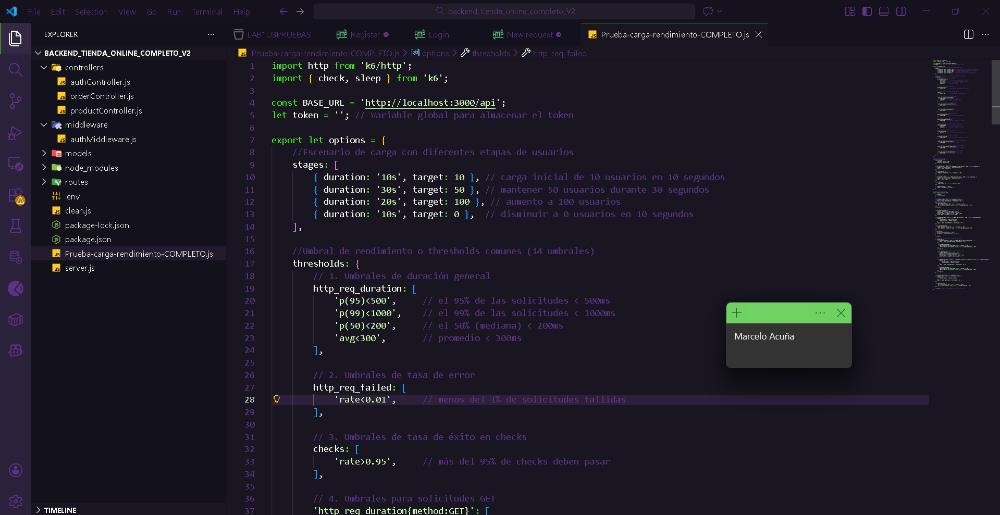 File Edit Selection View Go Run Terminal Help
backend_tienda_online_completo_V2
EXPLORER
BACKEND_TIENDA_ONLINE_COMPLETO_V2
controllers
authController.js
orderController.js
productController.js
middleware
authMiddleware.js
models
node_modules
routes
.env
clean.js
package-lock.json
package.json
Prueba-carga-rendimiento-COMPLETO.js
server.js
TIMELINE
LAB1U3PRUEBAS
HTTP Register
HTTP Login
HTTP New request
JS Prueba-carga-rendimiento-COMPLETO.js
JS Prueba-carga-rendimiento-COMPLETO.js > options > thresholds > http_req_failed
1 import http from 'k6/http';
2 import { check, sleep } from 'k6';
3
4 const BASE_URL = 'http://localhost:3000/api';
5 let token = ''; // Variable global para almacenar el token
6
7 export let options = {
8 //Escenario de carga con diferentes etapas de usuarios
9 stages: [
10 { duration: '10s', target: 10 }, // carga inicial de 10 usuarios en 10 segundos
11 { duration: '30s', target: 50 }, // mantener 50 usuarios durante 30 segundos
12 { duration: '20s', target: 100 }, // aumento a 100 usuarios
13 { duration: '10s', target: 0 }, // disminuir a 0 usuarios en 10 segundos
14 ],
15
16 //Umbral de rendimiento o thresholds comunes (14 umbrales)
17 thresholds: {
18 // 1. Umbrales de duración general
19 http_req_duration: [
20 'p(95)<500', // el 95% de las solicitudes < 500ms
21 'p(99)<1000', // el 99% de las solicitudes < 1000ms
22 'p(50)<200', // el 50% (mediana) < 200ms
23 'avg<300', // promedio < 300ms
24 ],
25
26 // 2. Umbrales de tasa de error
27 http_req_failed: [
28 'rate<0.01', // menos del 1% de solicitudes fallidas
29 ],
30
31 // 3. Umbrales de tasa de éxito en checks
32 checks: [
33 'rate>0.95', // más del 95% de checks deben pasar
34 ],
35
36 // 4. Umbrales para solicitudes GET
37 'http_req_duration{method:GET}': [
Marcelo Acuña